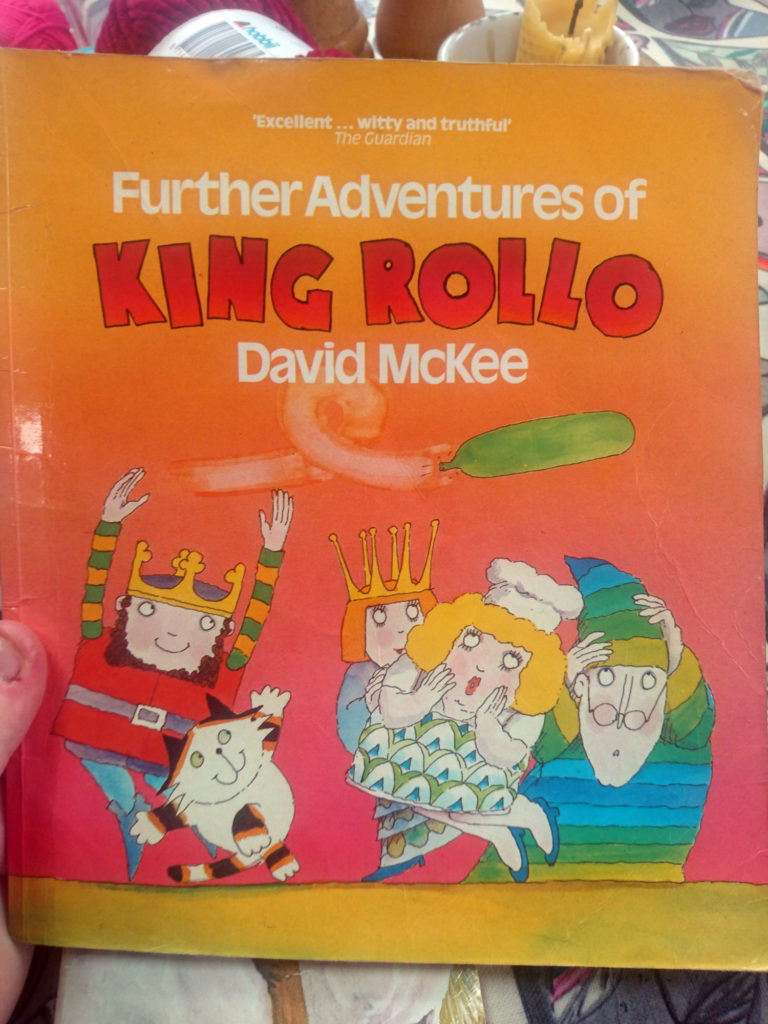 'Excellent ... witty and truthful'
The Guardian
Further Adventures of
KING ROLLO
David McKee